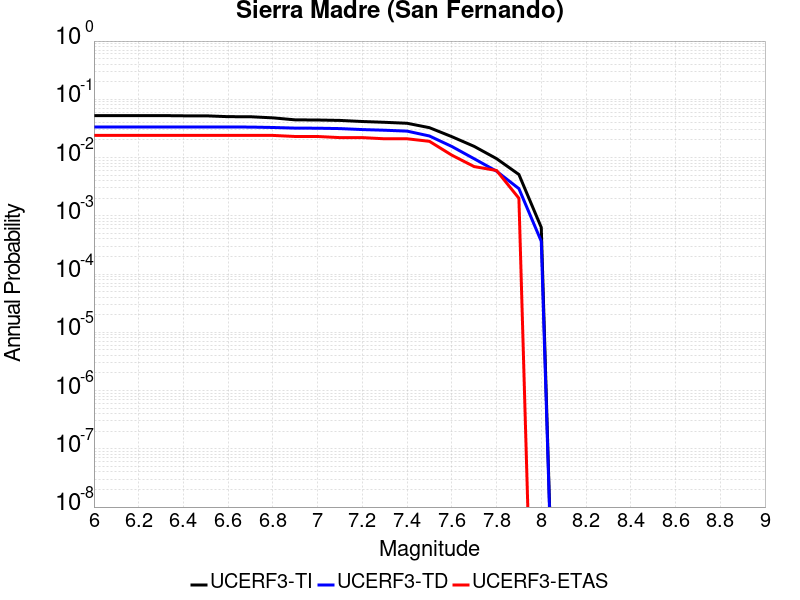 Sierra Madre (San Fernando)
10^0
10^-1
10^-2
10^-3
10^-4
10^-5
10^-6
10^-7
10^-8
Annual Probability
6 6.2 6.4 6.6 6.8 7 7.2 7.4 7.6 7.8 8 8.2 8.4 8.6 8.8 9
Magnitude
UCERF3-TI UCERF3-TD UCERF3-ETAS